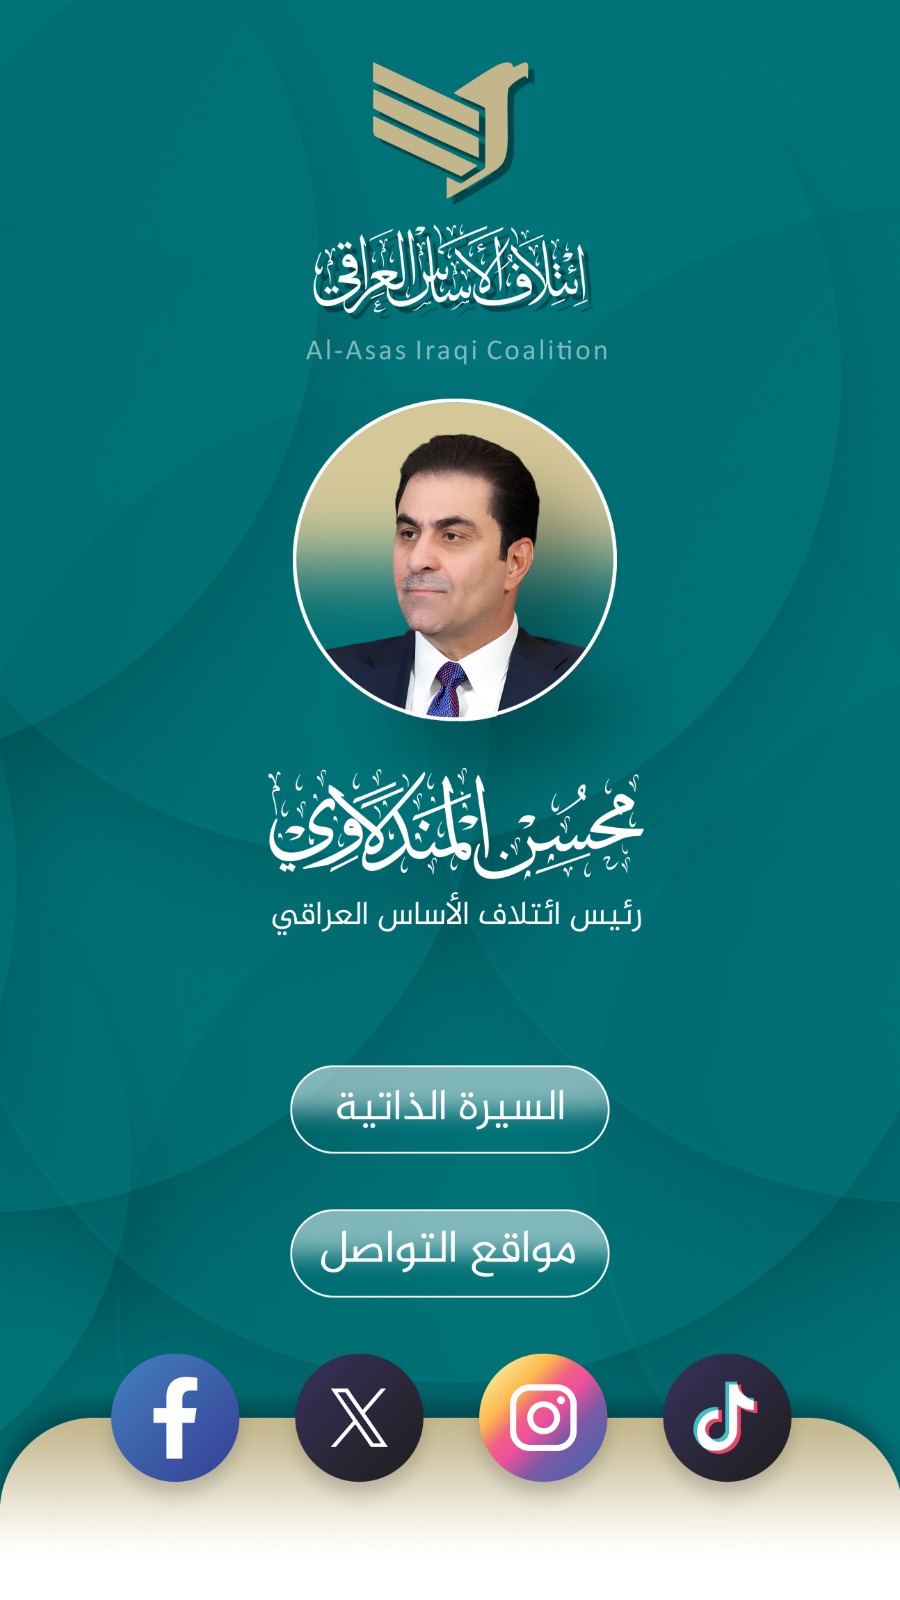 ائتلاف الأساس العراقي
Al-Asas Iraqi Coalition
محسن المندلاوي
رئيس ائتلاف الأساس العراقي
السيرة الذاتية
مواقع التواصل